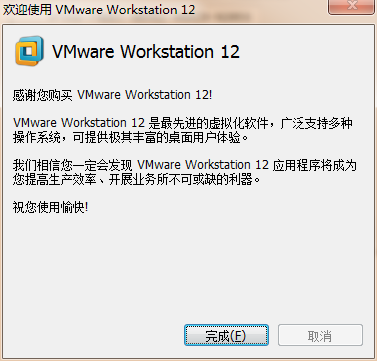 欢迎使用 VMware Workstation 12
VMware Workstation 12
感谢您购买 VMware Workstation 12!
VMware Workstation 12 是最先进的虚拟化软件，广泛支持多种
操作系统，可提供极其丰富的桌面用户体验。
我们相信您一定会发现 VMware Workstation 12 应用程序将成为
您提高生产效率、开展业务所不可或缺的利器。
祝您使用愉快!
完成(F)
取消